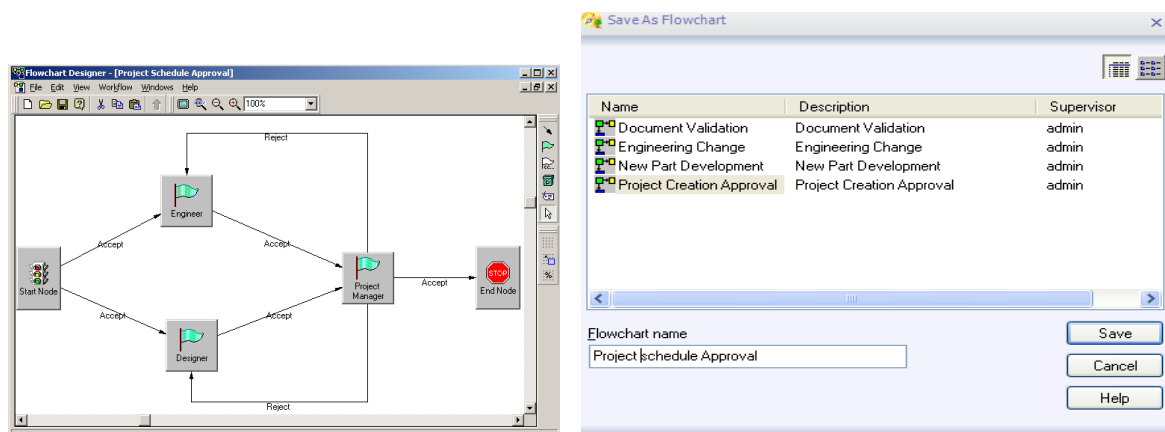 Flowchart Designer - [Project Schedule Approval]
File Edit View Workflow Windows Help
100%
Reject
Engineer
Accept
Accept
Start Node
Project
Manager
Accept
STOP
End Node
Accept
Accept
Designer
Reject
Save As Flowchart
Name Description Supervisor
Document Validation Document Validation admin
Engineering Change Engineering Change admin
New Part Development New Part Development admin
Project Creation Approval Project Creation Approval admin
Flowchart name
Project schedule Approval
Save
Cancel
Help